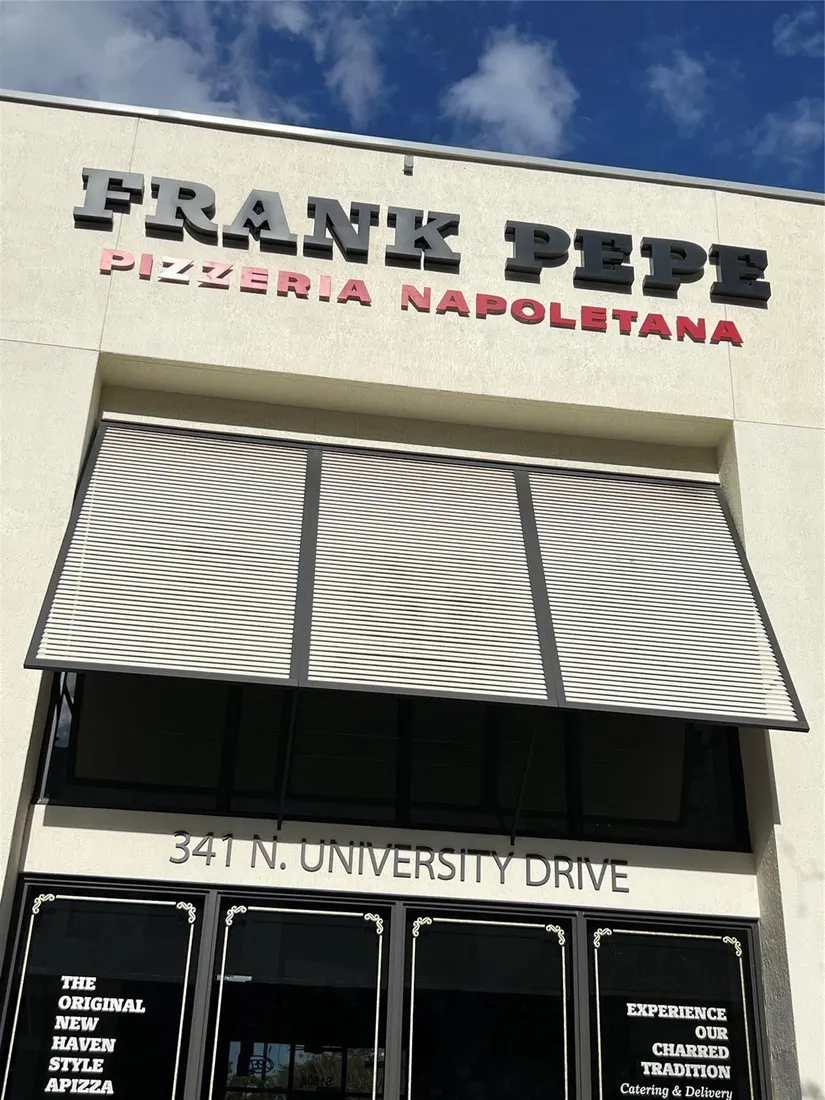 FRANK PEPE
PIZZERIA NAPOLETANA
341 N. UNIVERSITY DRIVE
THE
ORIGINAL
NEW
HAVEN
STYLE
APIZZA
EXPERIENCE
OUR
CHARRED
TRADITION
Catering & Delivery